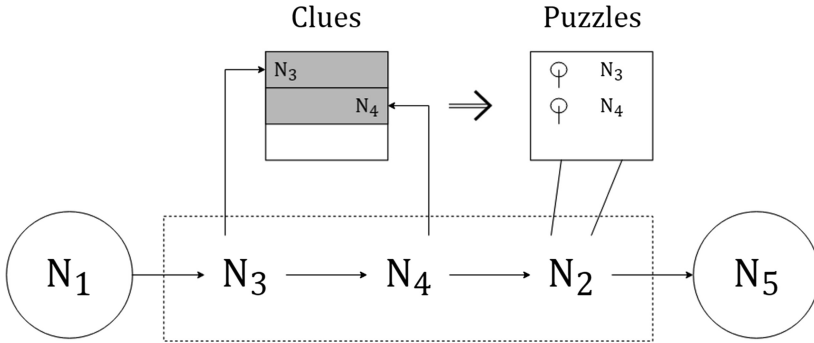 Clues Puzzles
N₃ N₃
N₄ N₄
N₁ N₃ N₄ N₂ N₅